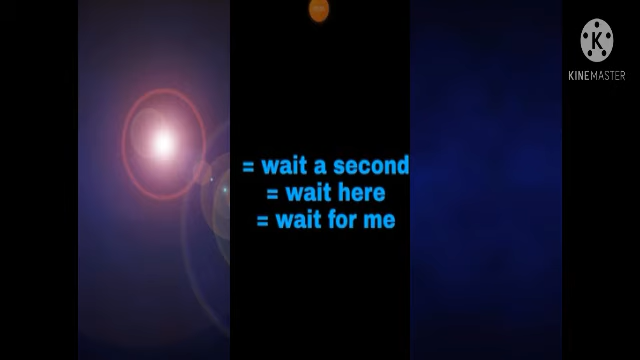 = wait a second
= wait here
= wait for me
KINEMASTER